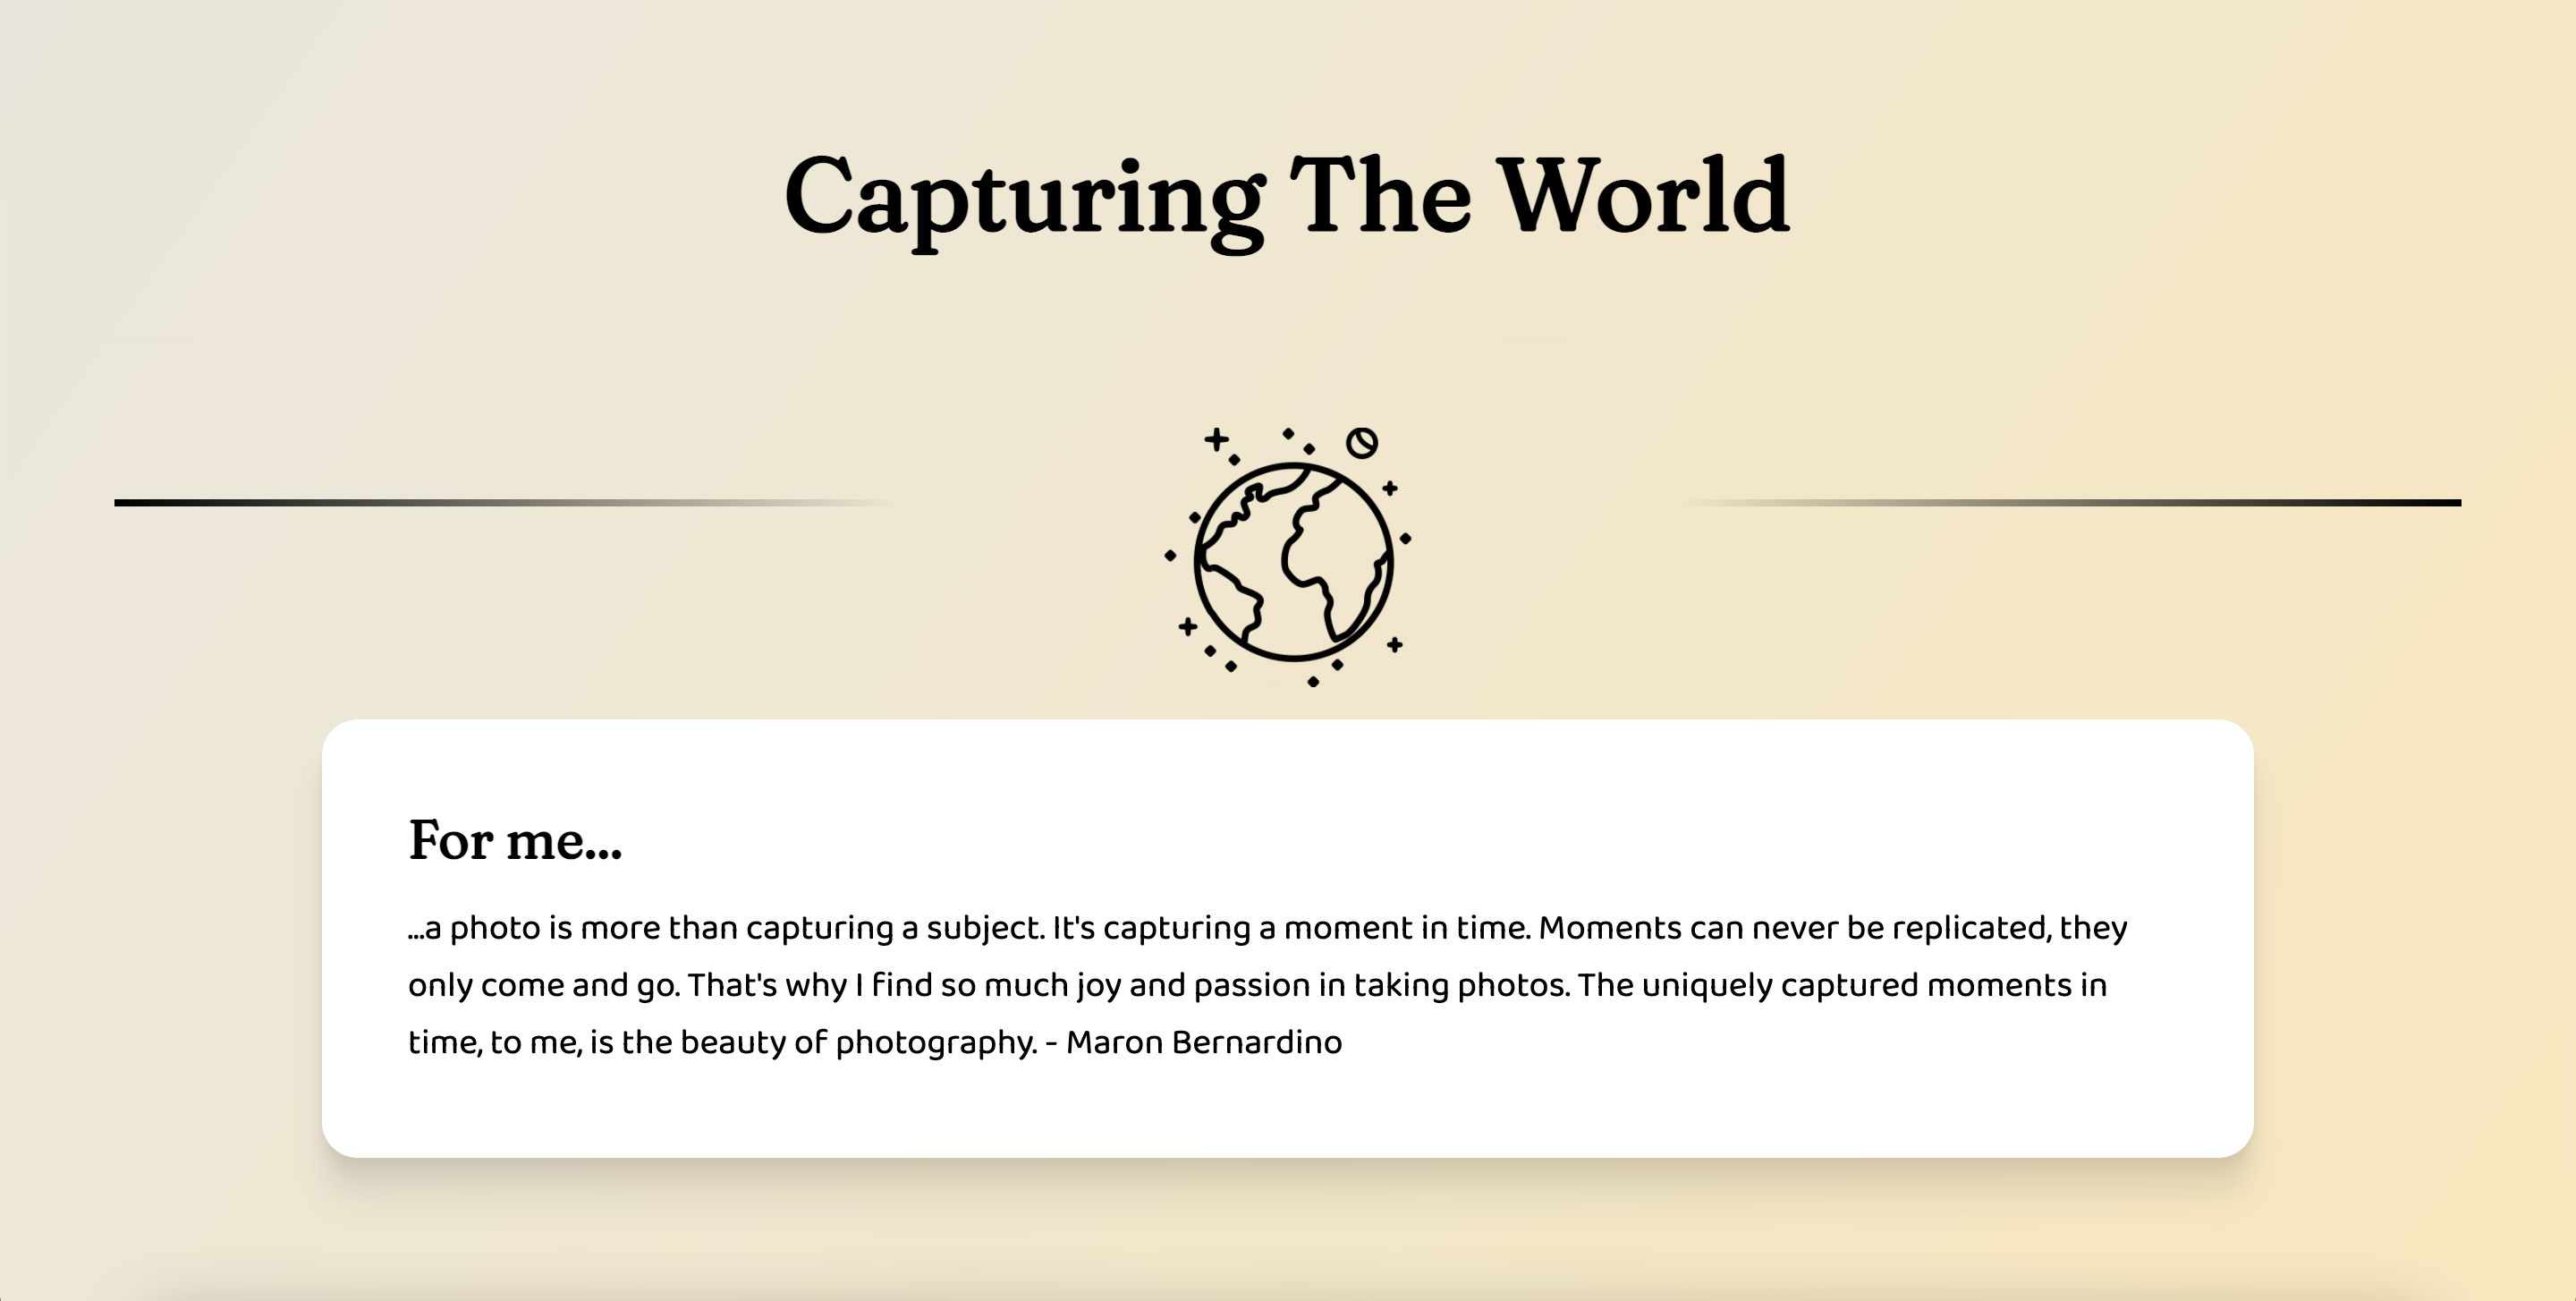 Capturing The World
For me...
...a photo is more than capturing a subject. It's capturing a moment in time. Moments can never be replicated, they
only come and go. That's why I find so much joy and passion in taking photos. The uniquely captured moments in
time, to me, is the beauty of photography. - Maron Bernardino